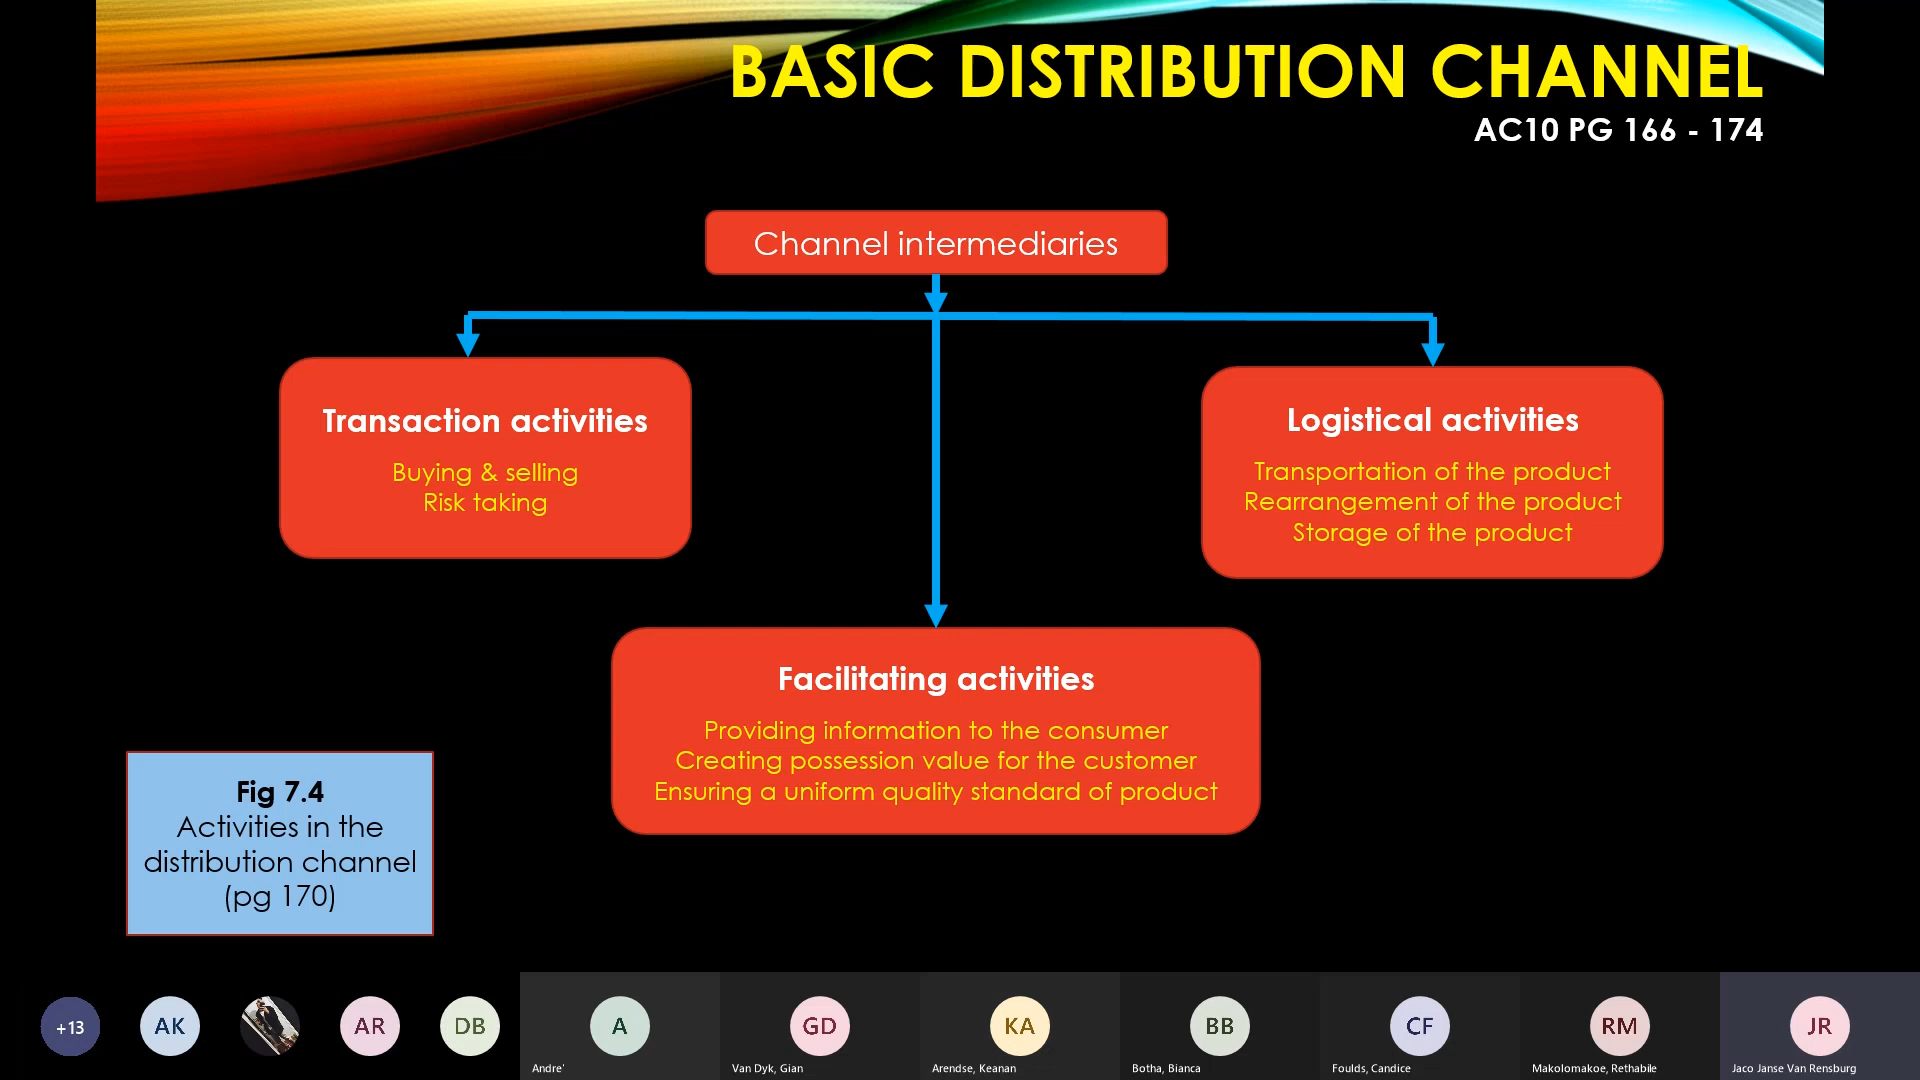 BASIC DISTRIBUTION CHANNEL
AC10 PG 166 - 174
Channel intermediaries
Transaction activities
Buying & selling
Risk taking
Logistical activities
Transportation of the product
Rearrangement of the product
Storage of the product
Facilitating activities
Providing information to the consumer
Creating possession value for the customer
Ensuring a uniform quality standard of product
Fig 7.4
Activities in the
distribution channel
(pg 170)
+13
AK
AR
DB
A
GD
KA
BB
CF
RM
JR
Andre'
Van Dyk, Gian
Arendse, Keanan
Botha, Bianca
Foulds, Candice
Makolomakoe, Rethabile
Jaco Janse Van Rensburg